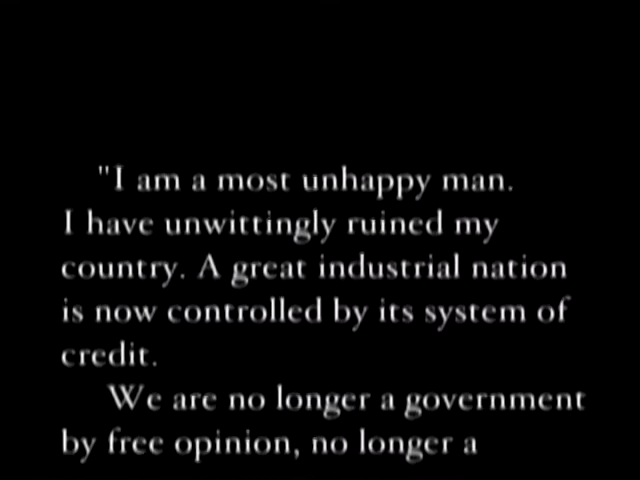 "I am a most unhappy man.
I have unwittingly ruined my
country. A great industrial nation
is now controlled by its system of
credit.
We are no longer a government
by free opinion, no longer a